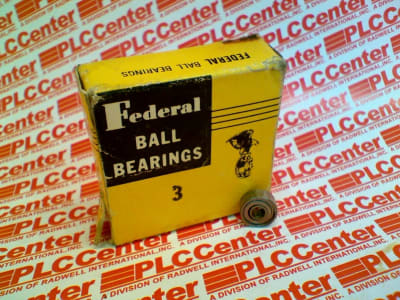 FEDERAL BALL BEARINGS
Federal
BALL
BEARINGS
3
PLCCenter
A DIVISION OF RADWELL INTERNATIONAL, INC.